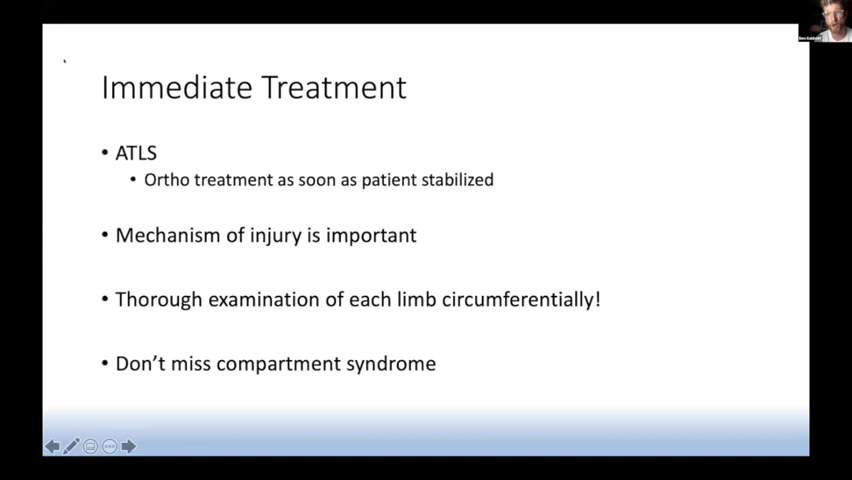 Immediate Treatment
• ATLS
• Ortho treatment as soon as patient stabilized
• Mechanism of injury is important
• Thorough examination of each limb circumferentially!
• Don’t miss compartment syndrome